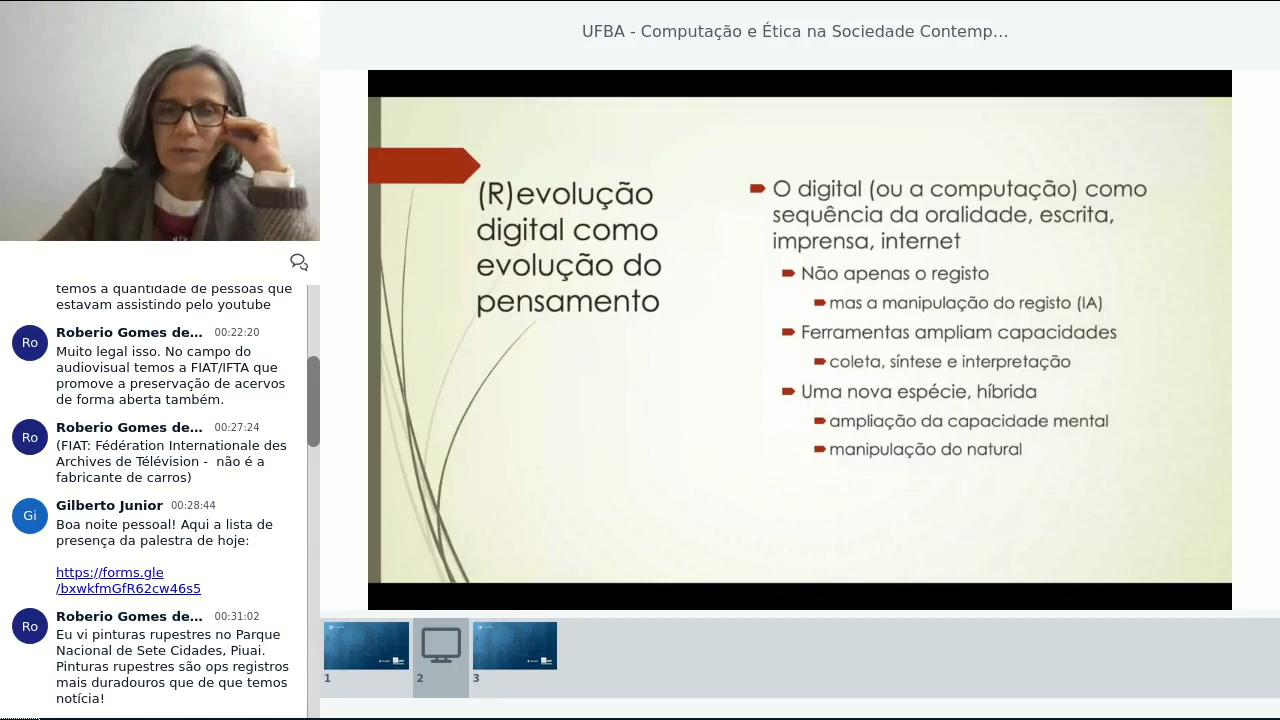 UFBA - Computação e Ética na Sociedade Contemp...
temos a quantidade de pessoas que
estavam assistindo pelo youtube
Ro
Roberio Gomes de... 00:22:20
Muito legal isso. No campo do
audiovisual temos a FIAT/IFTA que
promove a preservação de acervos
de forma aberta também.
Ro
Roberio Gomes de... 00:27:24
(FIAT: Fédération Internationale des
Archives de Télévision - não é a
fabricante de carros)
Gi
Gilberto Junior 00:28:44
Boa noite pessoal! Aqui a lista de
presença da palestra de hoje:
https://forms.gle
/bxwkfmGfR62cw46s5
Ro
Roberio Gomes de... 00:31:02
Eu vi pinturas rupestres no Parque
Nacional de Sete Cidades, Piuai.
Pinturas rupestres são ops registros
mais duradouros que de que temos
notícia!
(R)evolução
digital como
evolução do
pensamento
O digital (ou a computação) como
sequência da oralidade, escrita,
imprensa, internet
Não apenas o registo
mas a manipulação do registo (IA)
Ferramentas ampliam capacidades
coleta, síntese e interpretação
Uma nova espécie, híbrida
ampliação da capacidade mental
manipulação do natural
1
2
3